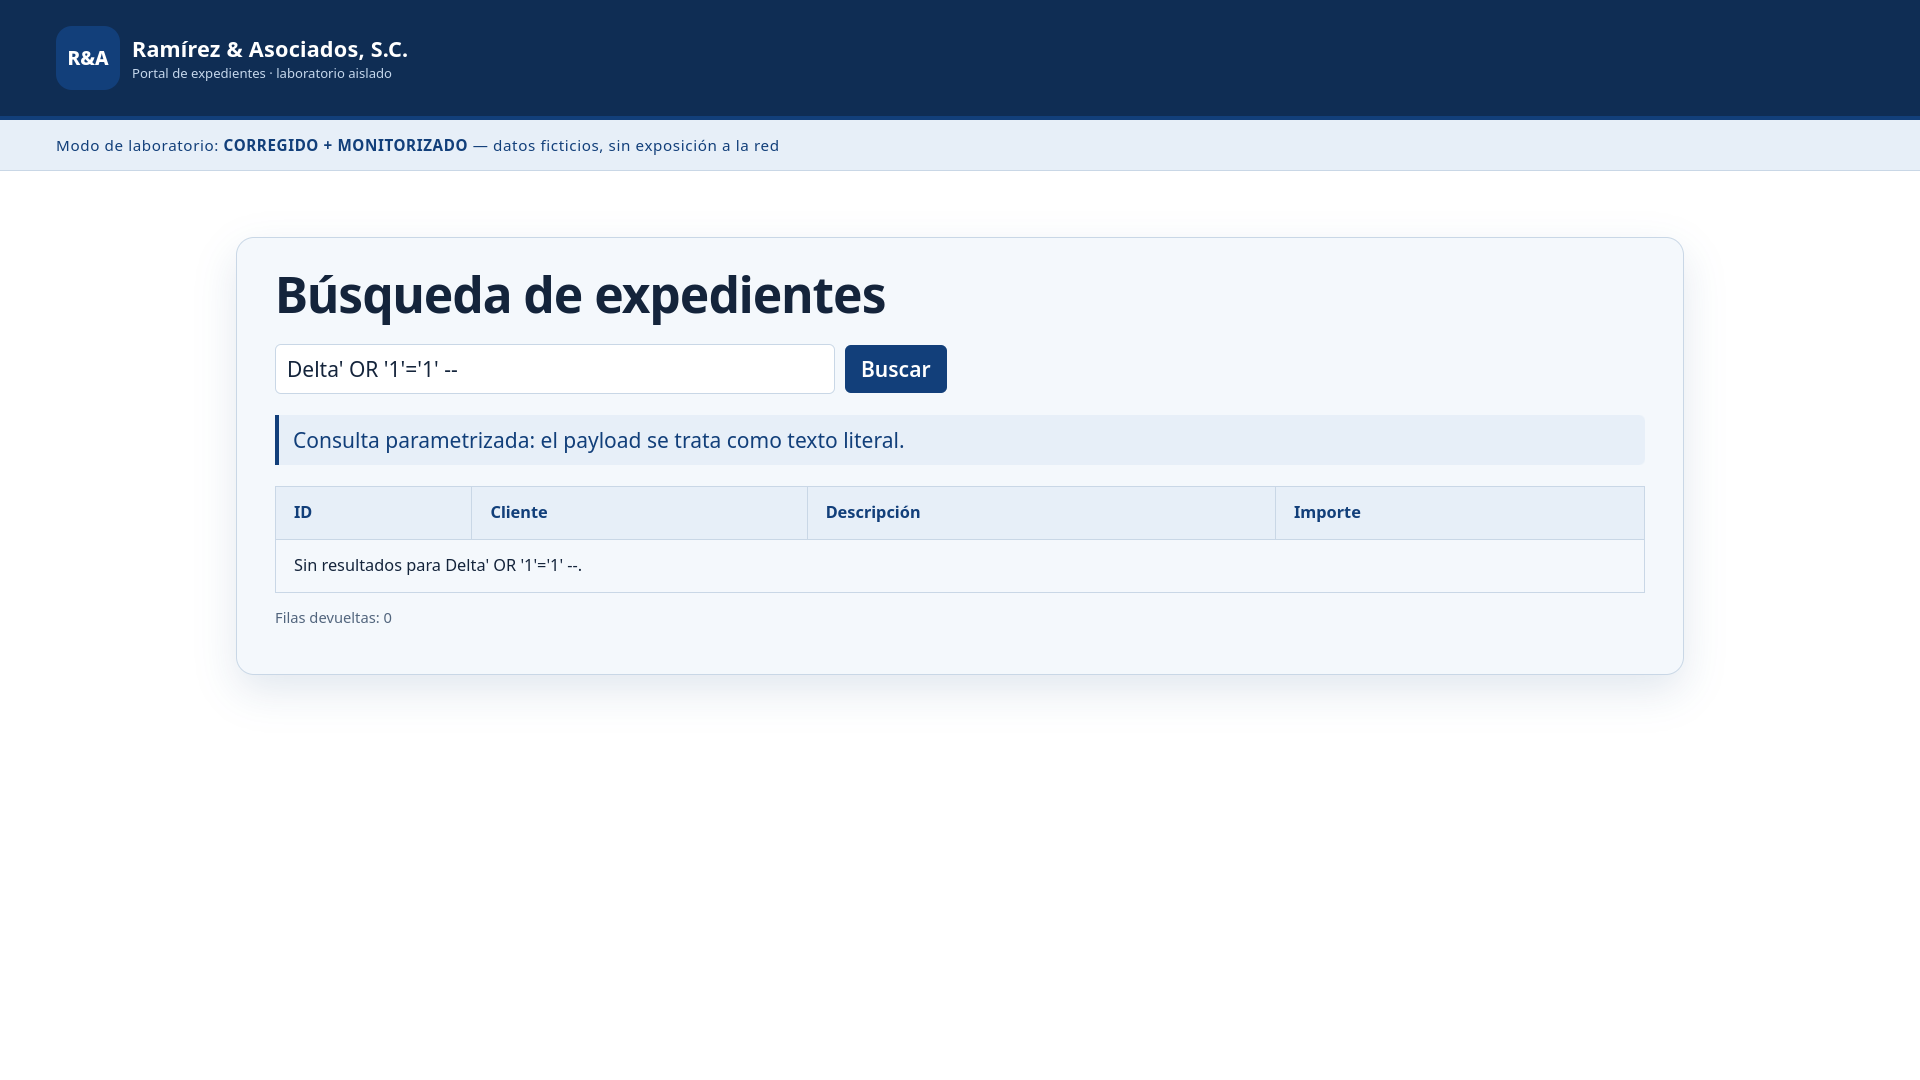 R&A
Ramírez & Asociados, S.C.
Portal de expedientes · laboratorio aislado
Modo de laboratorio: CORREGIDO + MONITORIZADO — datos ficticios, sin exposición a la red
Búsqueda de expedientes
Delta' OR '1'='1' --
Buscar
Consulta parametrizada: el payload se trata como texto literal.
ID Cliente Descripción Importe
Sin resultados para Delta' OR '1'='1' --.
Filas devueltas: 0